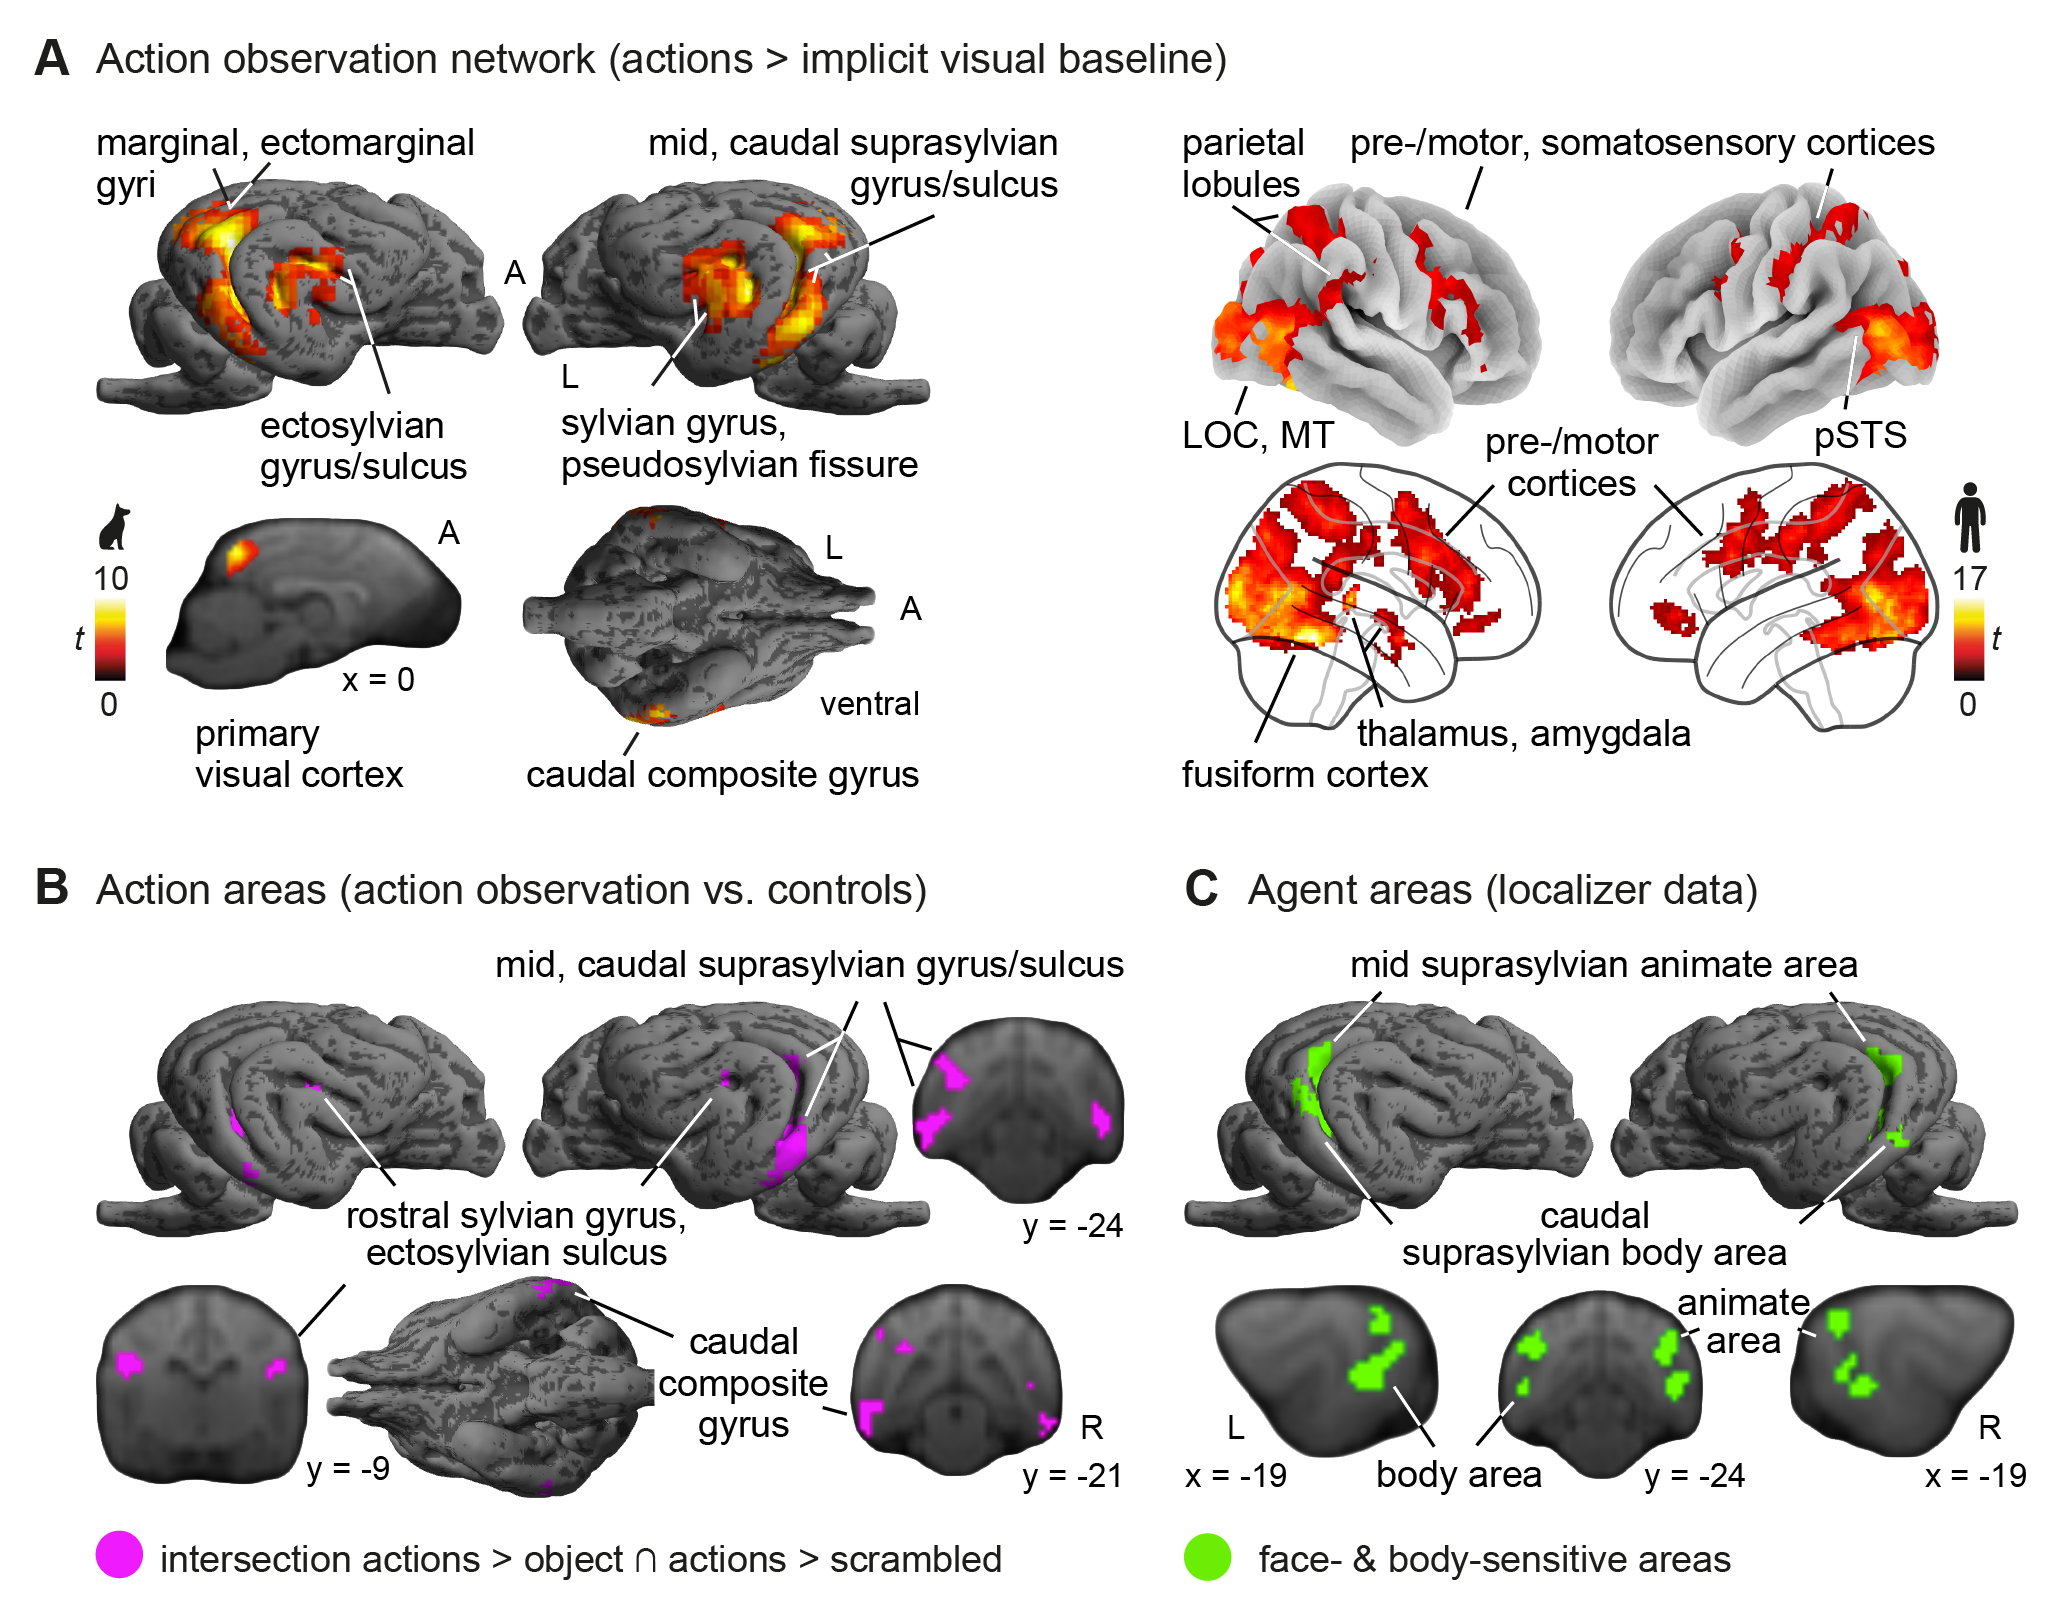 A Action observation network (actions > implicit visual baseline)
marginal, ectomarginal
gyri
mid, caudal suprasylvian
gyrus/sulcus
parietal
lobules
pre-/motor, somatosensory cortices
A
L
ectosylvian
gyrus/sulcus
sylvian gyrus,
pseudosylvian fissure
LOC, MT
pSTS
pre-/motor
cortices
10
t
0
A
x = 0
primary
visual cortex
L
A
ventral
caudal composite gyrus
17
t
0
thalamus, amygdala
fusiform cortex
B Action areas (action observation vs. controls)
mid, caudal suprasylvian gyrus/sulcus
y = -24
rostral sylvian gyrus,
ectosylvian sulcus
y = -9
caudal
composite
gyrus
R
y = -21
intersection actions > object ∩ actions > scrambled
C Agent areas (localizer data)
mid suprasylvian animate area
caudal
suprasylvian body area
animate
area
L
x = -19
body area
y = -24
R
x = -19
face- & body-sensitive areas